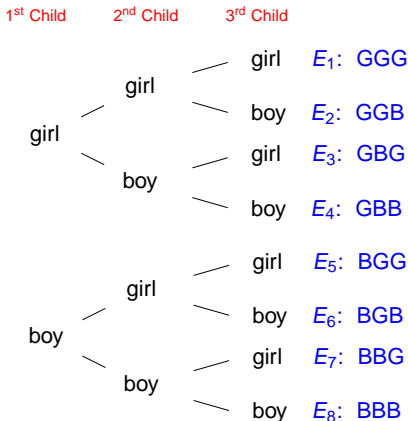 1st Child 2nd Child 3rd Child
girl E1: GGG
girl
boy E2: GGB
girl
girl E3: GBG
boy
boy E4: GBB
girl E5: BGG
girl
boy E6: BGB
boy
girl E7: BBG
boy
boy E8: BBB